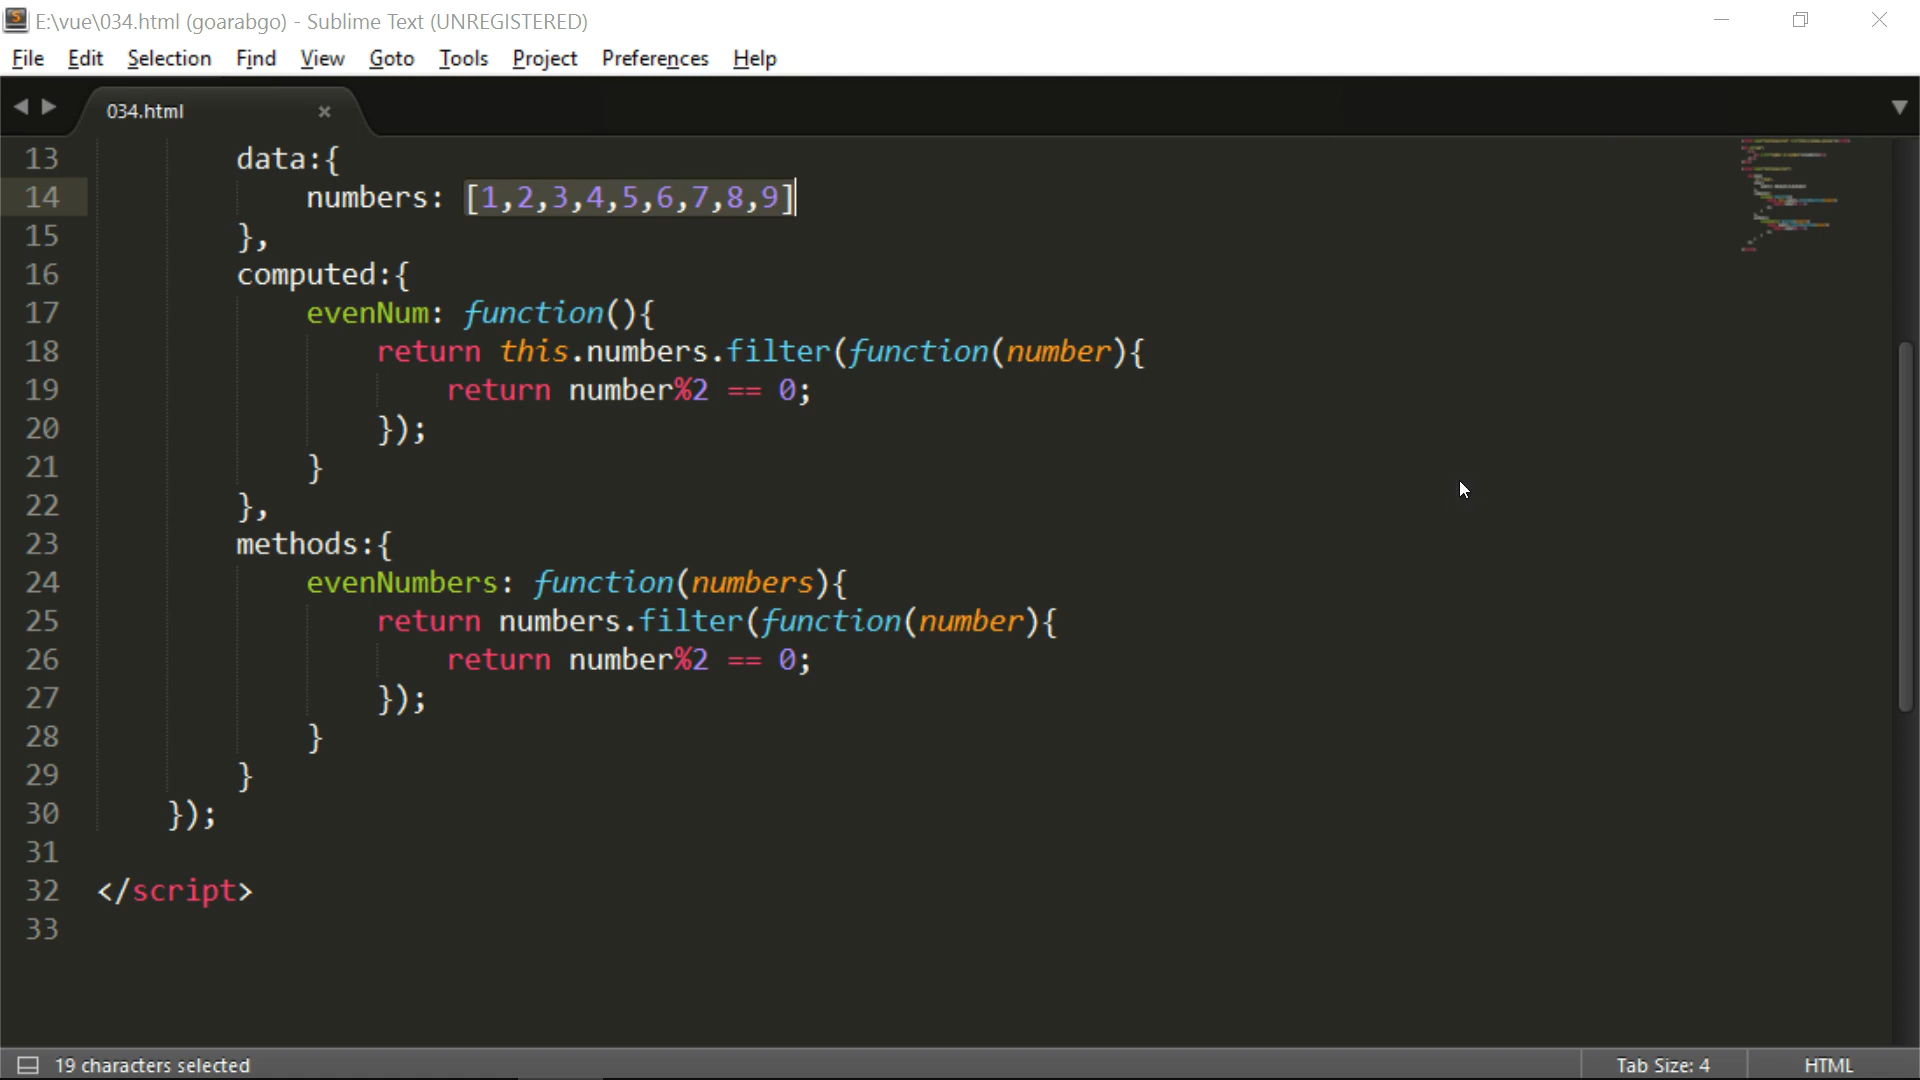 E:\vue\034.html (goarabgo) - Sublime Text (UNREGISTERED)
File Edit Selection Find View Goto Tools Project Preferences Help
034.html
13 data:{
14 numbers: [1,2,3,4,5,6,7,8,9]
15 },
16 computed:{
17 evenNum: function(){
18 return this.numbers.filter(function(number){
19 return number%2 == 0;
20 });
21 }
22 },
23 methods:{
24 evenNumbers: function(numbers){
25 return numbers.filter(function(number){
26 return number%2 == 0;
27 });
28 }
29 }
30 });
31
32 </script>
33
19 characters selected Tab Size: 4 HTML